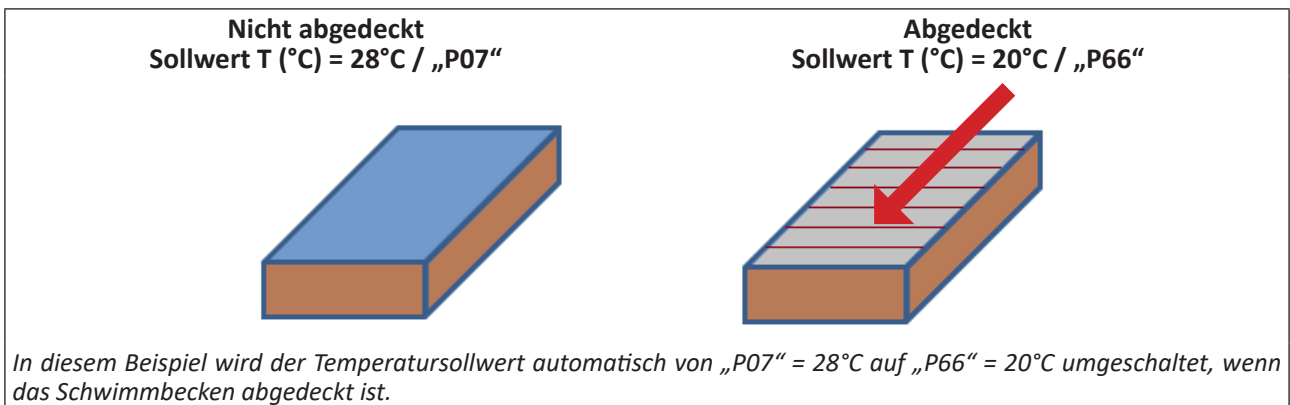 Nicht abgedeckt
Sollwert T (°C) = 28°C / „P07“
Abgedeckt
Sollwert T (°C) = 20°C / „P66“
In diesem Beispiel wird der Temperatursollwert automatisch von „P07“ = 28°C auf „P66“ = 20°C umgeschaltet, wenn
das Schwimmbecken abgedeckt ist.